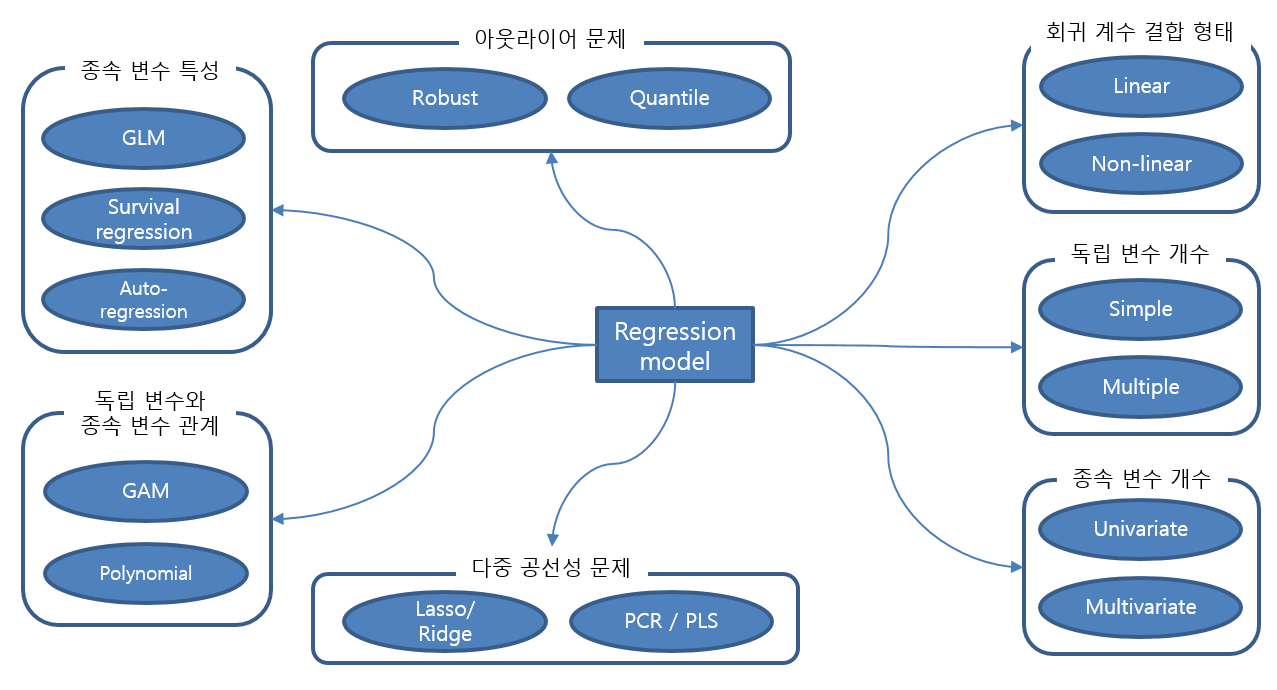 아웃라이어 문제
Robust
Quantile
회귀 계수 결합 형태
Linear
Non-linear
종속 변수 특성
GLM
Survival
regression
Auto-
regression
독립 변수 개수
Simple
Multiple
Regression
model
독립 변수와
종속 변수 관계
GAM
Polynomial
종속 변수 개수
Univariate
Multivariate
다중 공선성 문제
Lasso/
Ridge
PCR / PLS